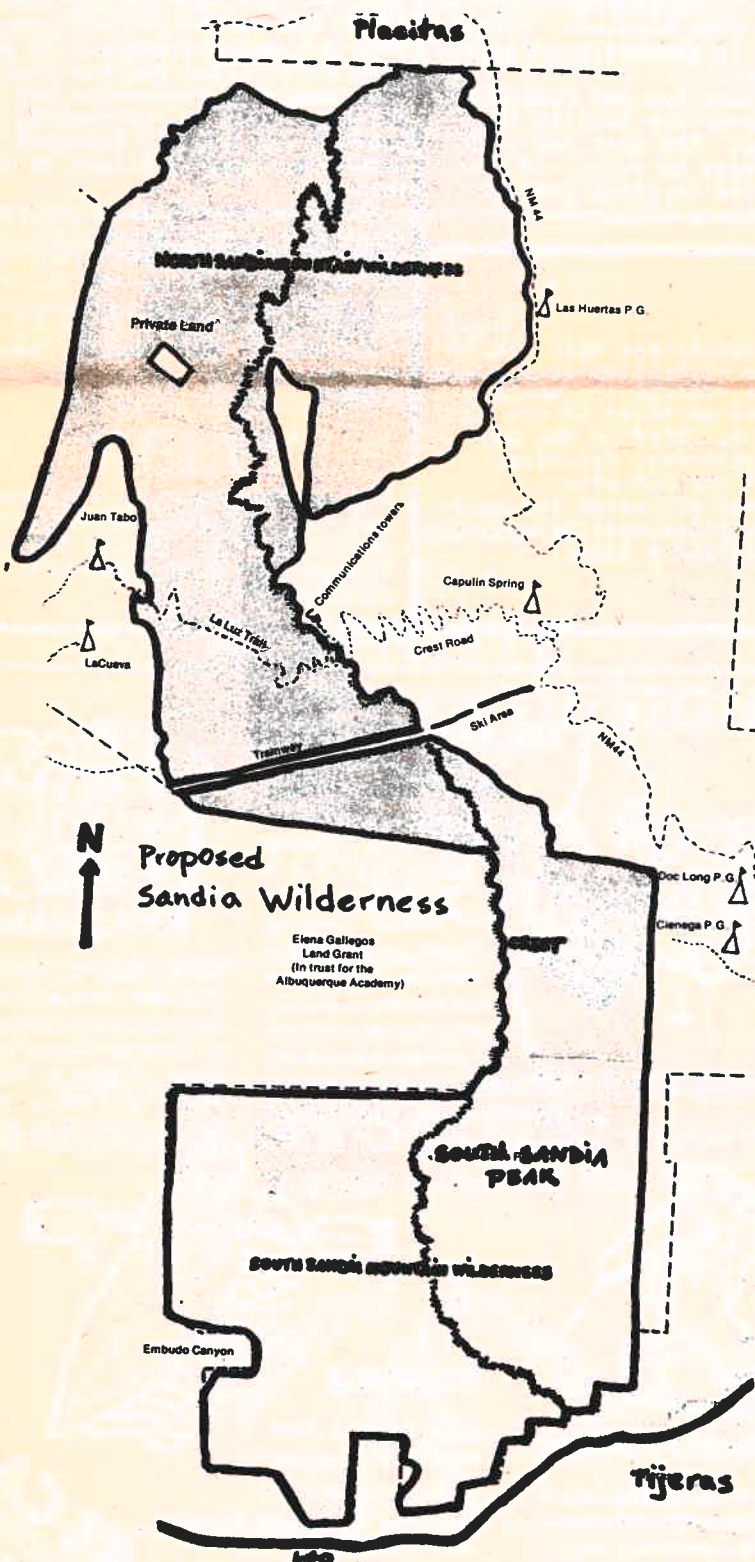 Placitas
NM 44
NORTH SANDIA MOUNTAIN WILDERNESS
Las Huertas P.G.
Private Land
Juan Tabo
Communications towers
Capulin Spring
La Luz Trail
Crest Road
LaCueva
Ski Area
Tramway
NM44
N
Proposed
Sandia Wilderness
Doc Long P.G.
Cienega P.G.
Elena Gallegos
Land Grant
(In trust for the
Albuquerque Academy)
CREST
SOUTH SANDIA
PEAK
SOUTH SANDIA MOUNTAIN WILDERNESS
Embudo Canyon
Tijeras
I-40